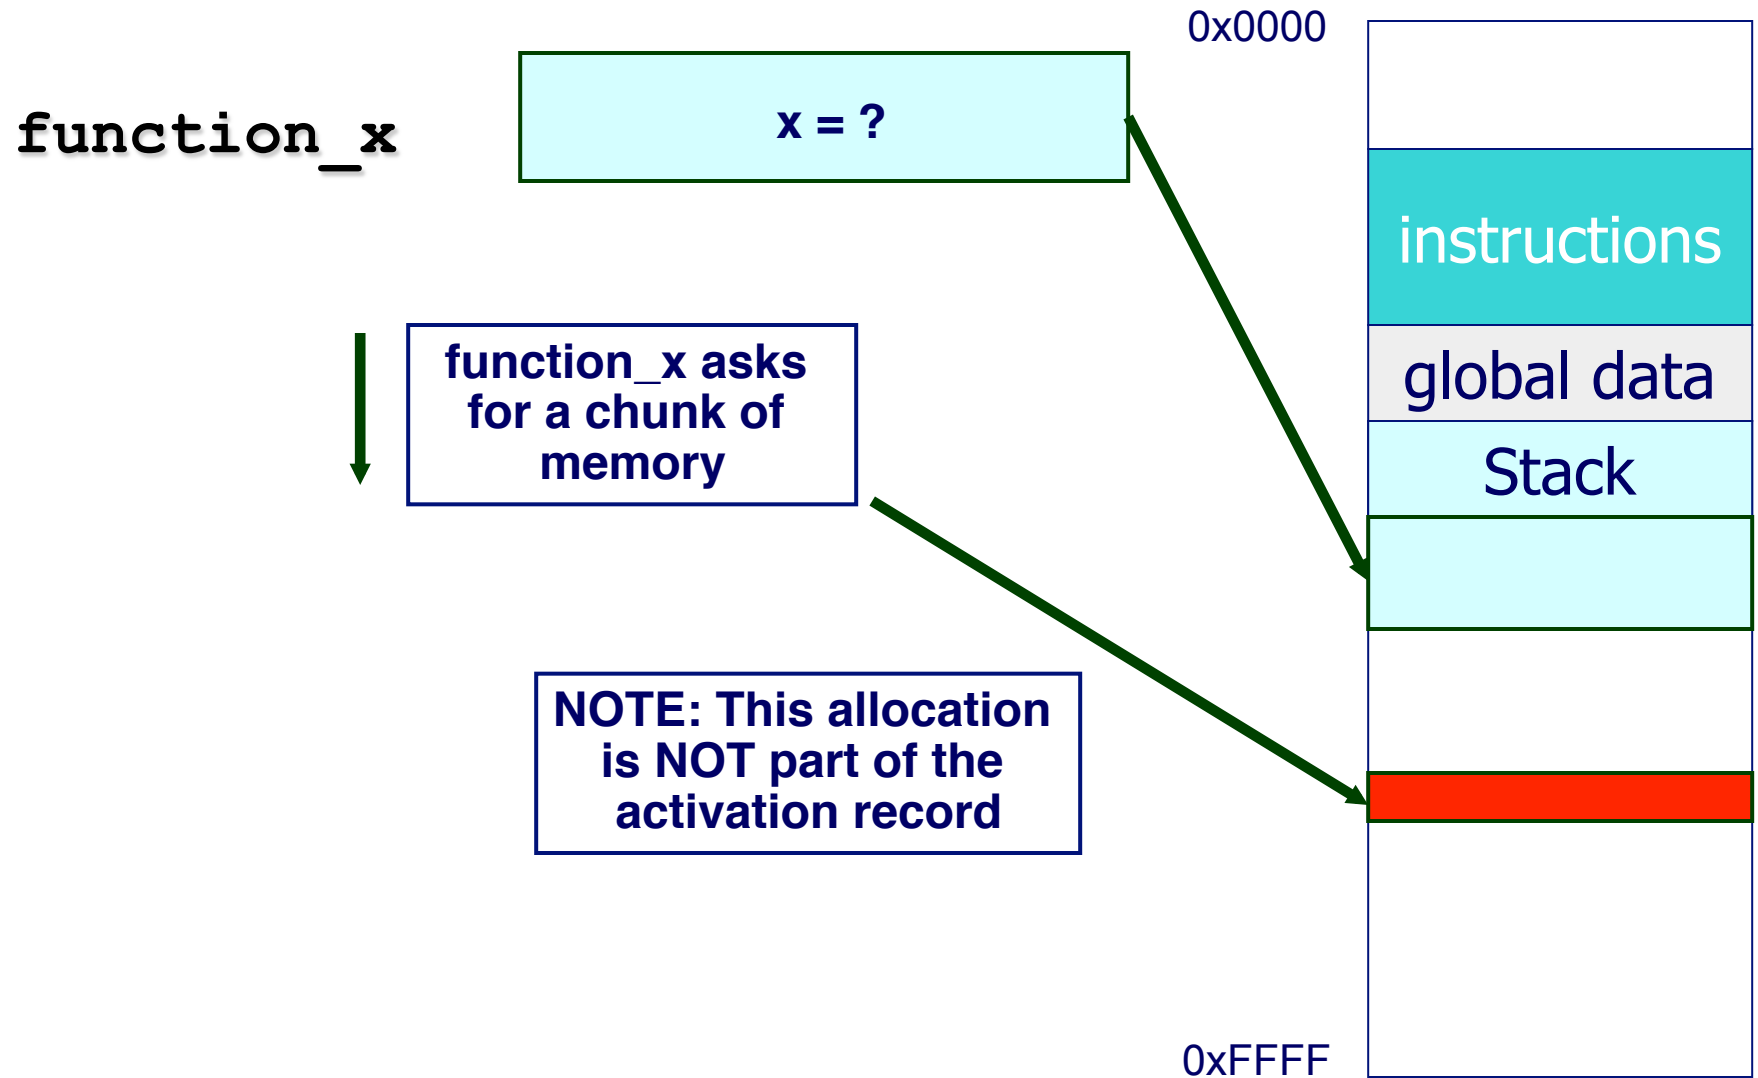 0x0000
function_x
x = ?
instructions
function_x asks
for a chunk of
memory
global data
Stack
NOTE: This allocation
is NOT part of the
activation record
0xFFFF